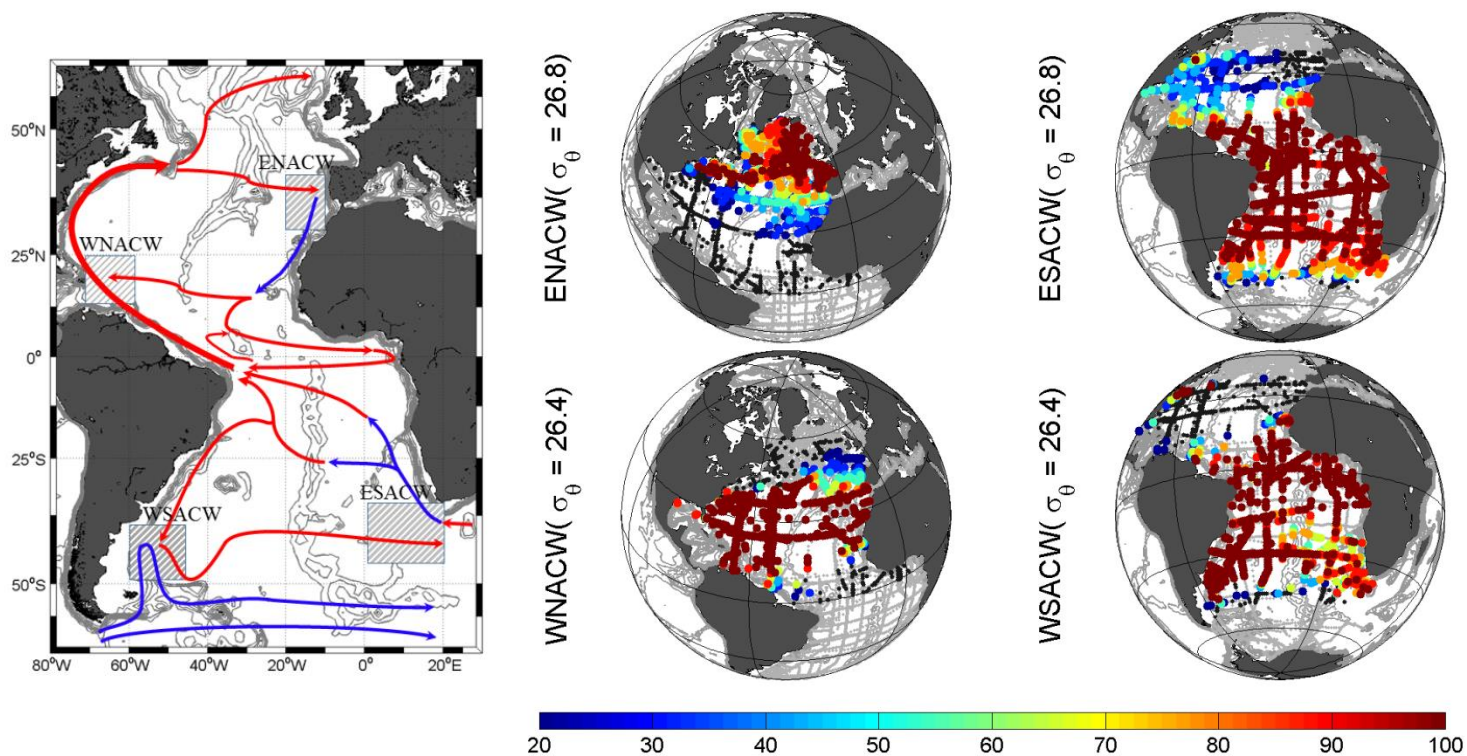 50°N
25°N
0°
25°S
50°S
80°W
60°W
40°W
20°W
0°
20°E
ENACW
WNACW
ESACW
WSACW
ENACW( σθ = 26.8)
ESACW( σθ = 26.8)
WNACW( σθ = 26.4)
WSACW( σθ = 26.4)
20
30
40
50
60
70
80
90
100